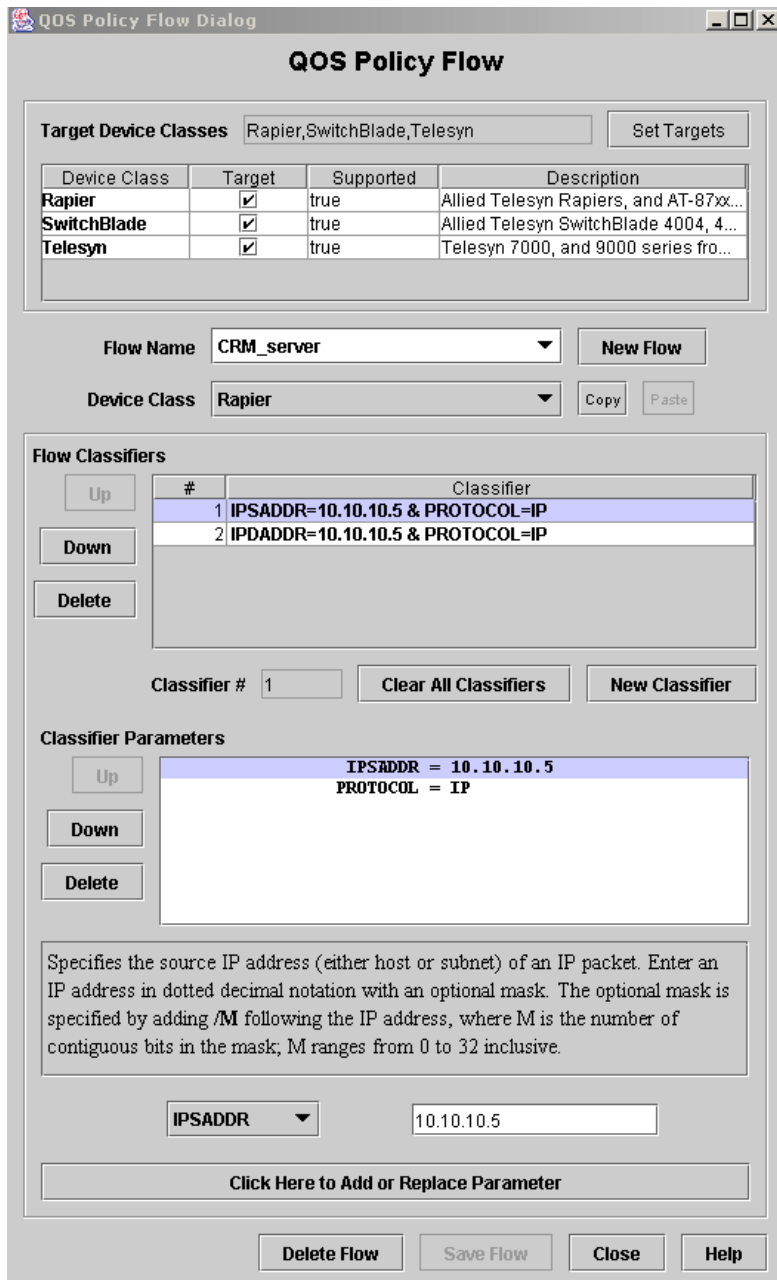 QOS Policy Flow Dialog
QOS Policy Flow
Target Device Classes Rapier,SwitchBlade,Telesyn Set Targets
Device Class Target Supported Description
Rapier true Allied Telesyn Rapiers, and AT-87xx...
SwitchBlade true Allied Telesyn SwitchBlade 4004, 4...
Telesyn true Telesyn 7000, and 9000 series fro...
Flow Name CRM_server New Flow
Device Class Rapier Copy Paste
Flow Classifiers
Up
# Classifier
1 IPSADDR=10.10.10.5 & PROTOCOL=IP
2 IPDADDR=10.10.10.5 & PROTOCOL=IP
Down
Delete
Classifier # 1 Clear All Classifiers New Classifier
Classifier Parameters
Up
IPSADDR = 10.10.10.5
PROTOCOL = IP
Down
Delete
Specifies the source IP address (either host or subnet) of an IP packet. Enter an
IP address in dotted decimal notation with an optional mask. The optional mask is
specified by adding /M following the IP address, where M is the number of
contiguous bits in the mask; M ranges from 0 to 32 inclusive.
IPSADDR 10.10.10.5
Click Here to Add or Replace Parameter
Delete Flow Save Flow Close Help